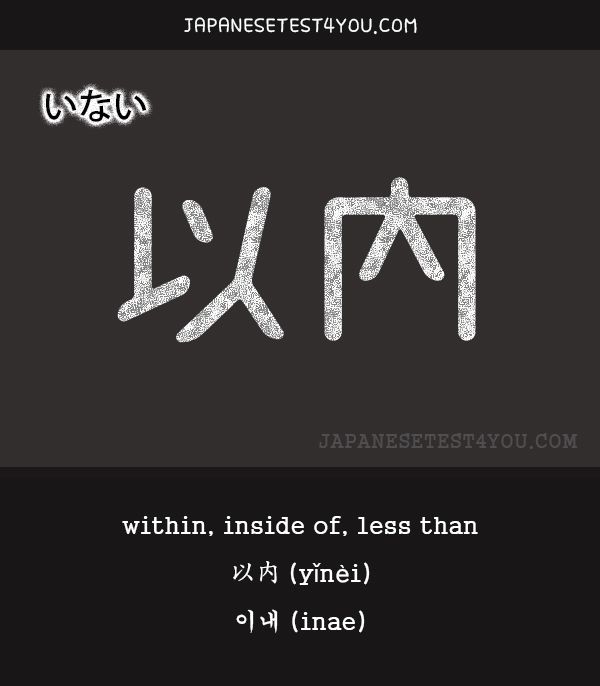 JAPANESETEST4YOU.COM
いない
以内
JAPANESETEST4YOU.COM
within, inside of, less than
以内 (yǐnèi)
이내 (inae)